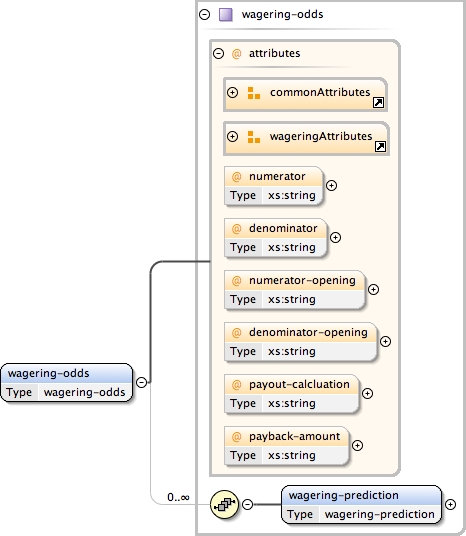 wagering-odds
@ attributes
commonAttributes
wageringAttributes
@ numerator
Type xs:string
@ denominator
Type xs:string
@ numerator-opening
Type xs:string
@ denominator-opening
Type xs:string
wagering-odds
Type wagering-odds
@ payout-calcluation
Type xs:string
@ payback-amount
Type xs:string
0..∞
wagering-prediction
Type wagering-prediction